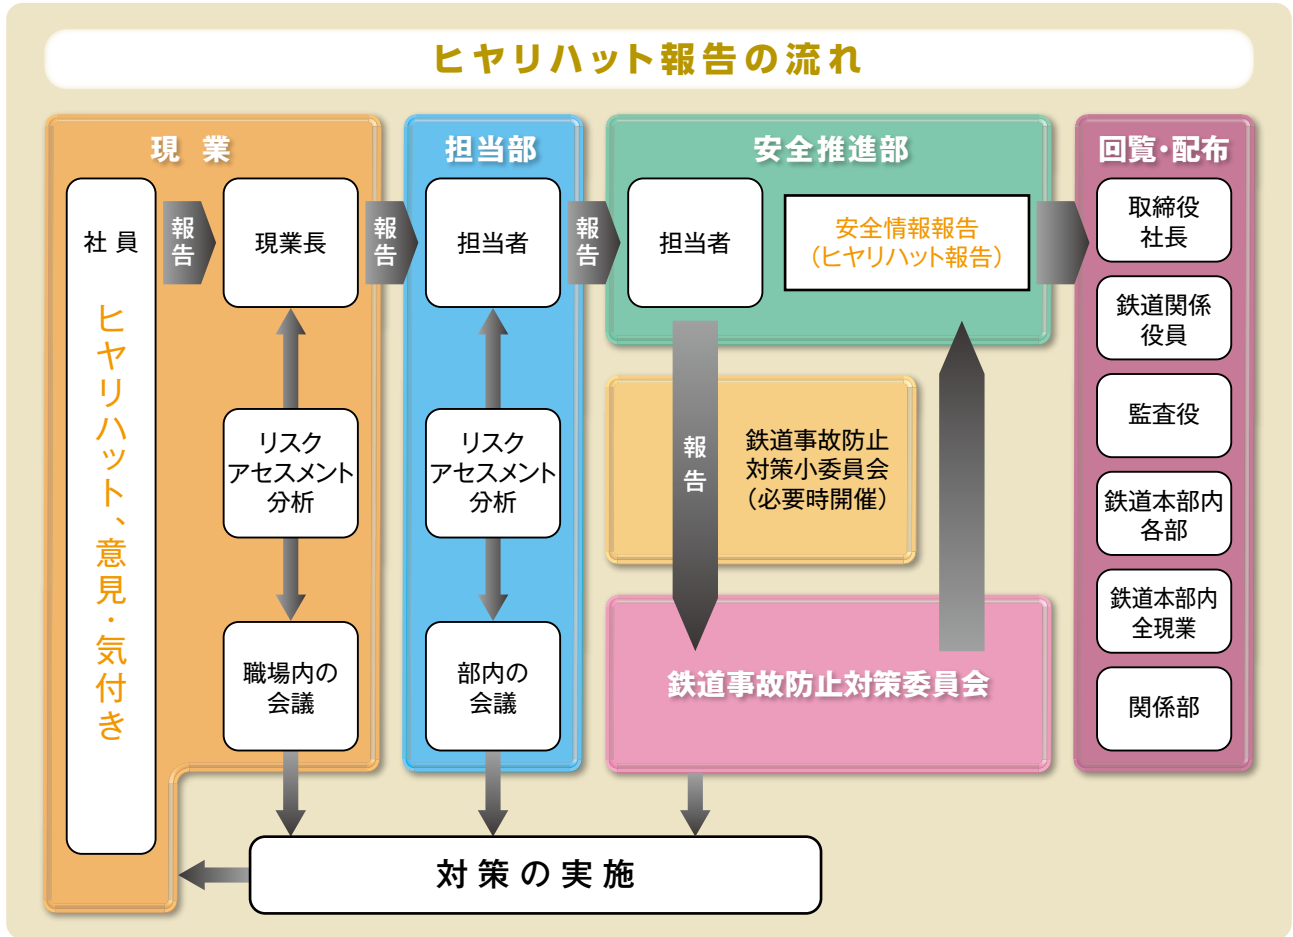 ヒヤリハット報告の流れ
現業
社員
ヒヤリハット、意見・気付き
報告
現業長
リスク
アセスメント
分析
職場内の
会議
報告
担当部
担当者
リスク
アセスメント
分析
部内の
会議
報告
安全推進部
担当者
安全情報報告
（ヒヤリハット報告）
報告
鉄道事故防止
対策小委員会
（必要時開催）
鉄道事故防止対策委員会
回覧・配布
取締役
社長
鉄道関係
役員
監査役
鉄道本部内
各部
鉄道本部内
全現業
関係部
対策の実施